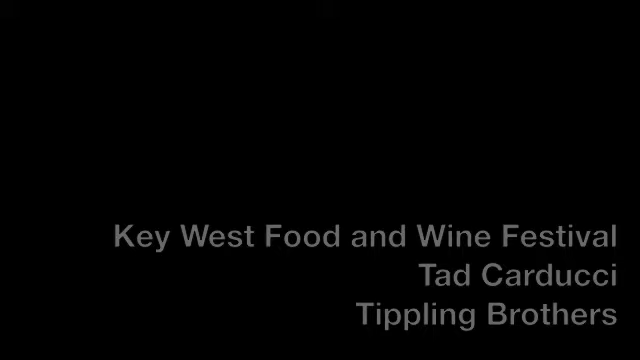 Key West Food and Wine Festival
Tad Carducci
Tippling Brothers